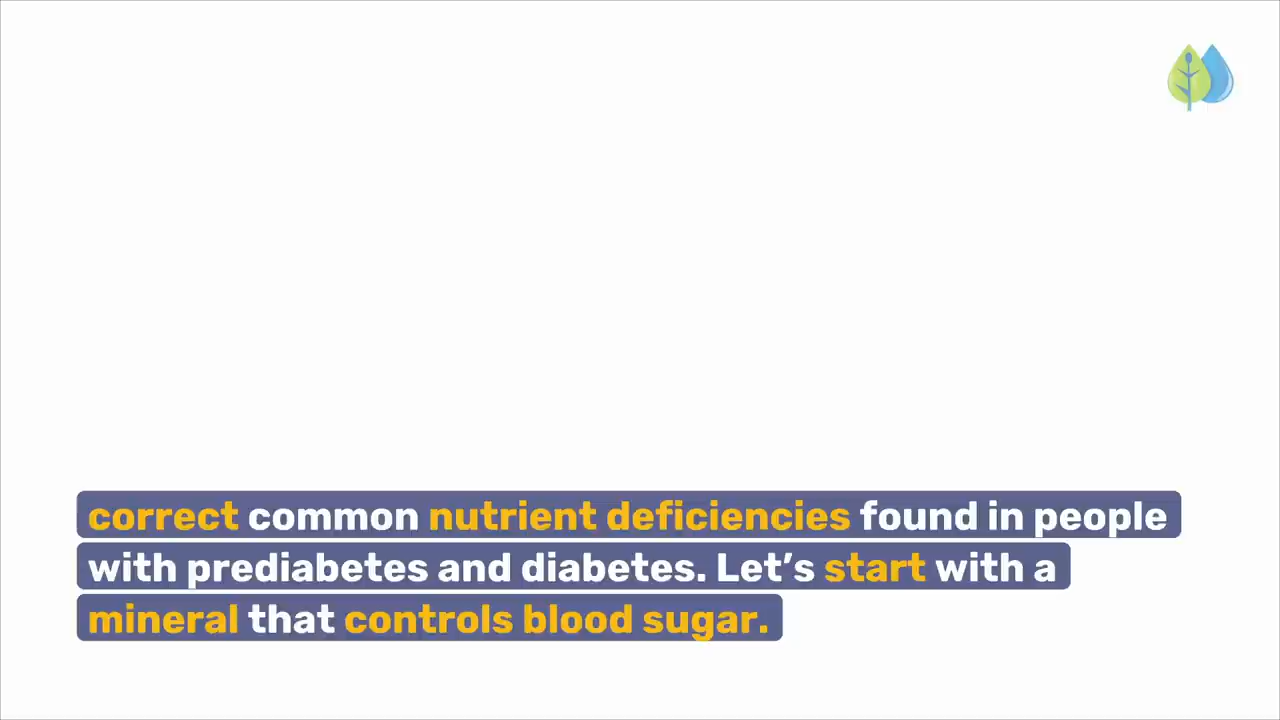 correct common nutrient deficiencies found in people
with prediabetes and diabetes. Let’s start with a
mineral that controls blood sugar.